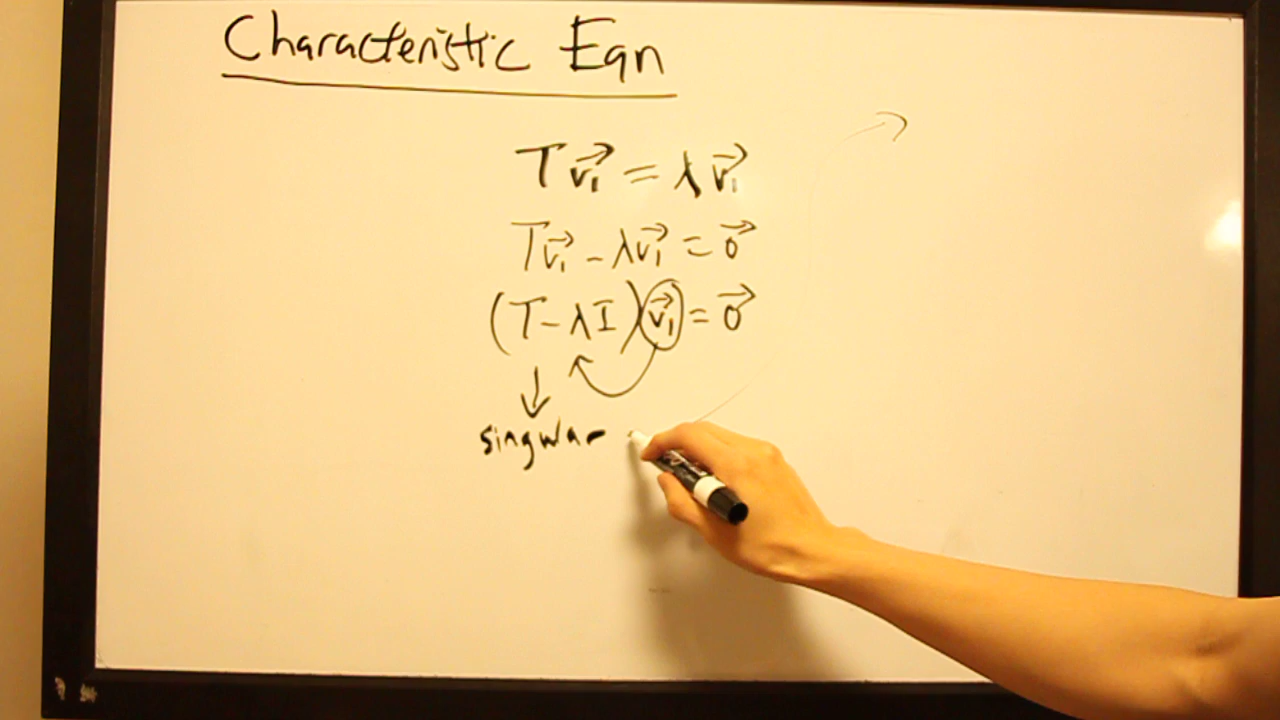 Characteristic Eqn
T v⃗₁ = λ v⃗₁
T v⃗₁ - λ v⃗₁ = 0⃗
(T - λI) v⃗₁ = 0⃗
singular